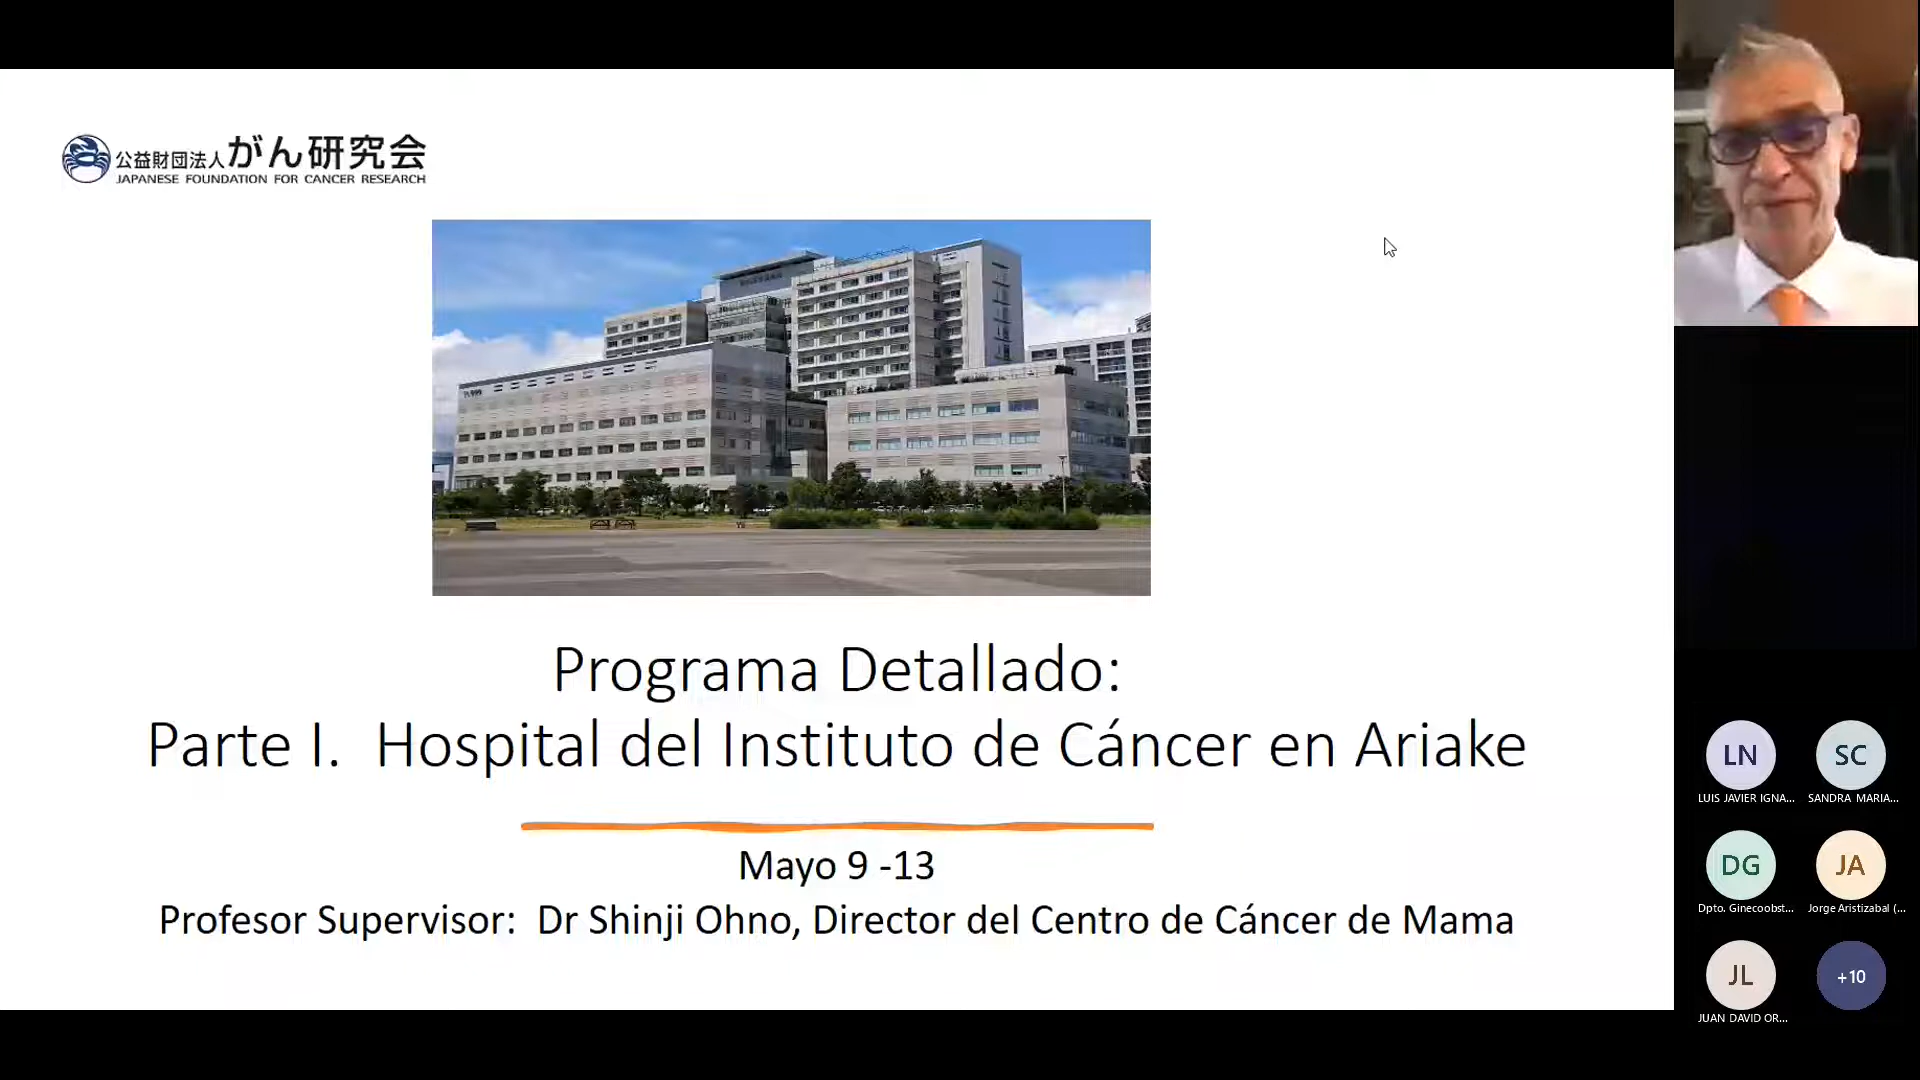 公益財団法人がん研究会
JAPANESE FOUNDATION FOR CANCER RESEARCH
Programa Detallado:
Parte I. Hospital del Instituto de Cáncer en Ariake
Mayo 9 -13
Profesor Supervisor: Dr Shinji Ohno, Director del Centro de Cáncer de Mama
LN
LUIS JAVIER IGNA...
SC
SANDRA MARIA...
DG
Dpto. Ginecoobst...
JA
Jorge Aristizabal (...
JL
JUAN DAVID OR...
+10